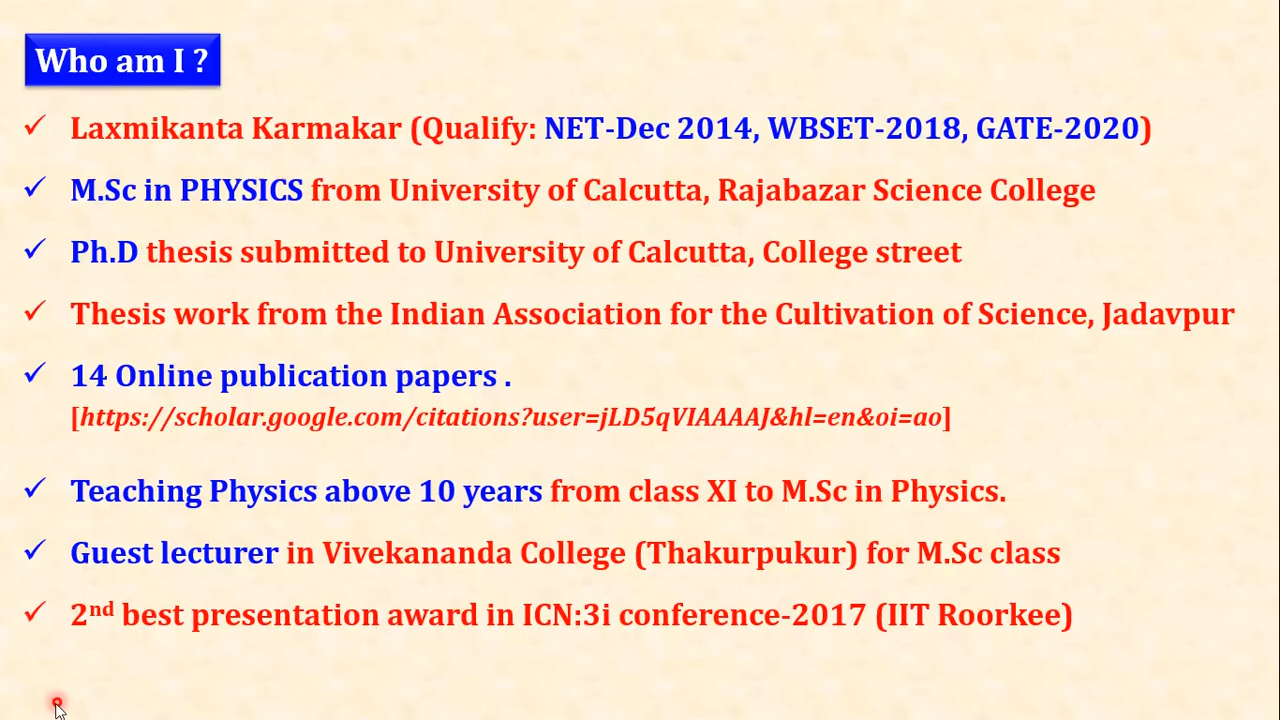 Who am I ?
✓ Laxmikanta Karmakar (Qualify: NET-Dec 2014, WBSET-2018, GATE-2020)
✓ M.Sc in PHYSICS from University of Calcutta, Rajabazar Science College
✓ Ph.D thesis submitted to University of Calcutta, College street
✓ Thesis work from the Indian Association for the Cultivation of Science, Jadavpur
✓ 14 Online publication papers .
[https://scholar.google.com/citations?user=jLD5qVIAAAAJ&hl=en&oi=ao]
✓ Teaching Physics above 10 years from class XI to M.Sc in Physics.
✓ Guest lecturer in Vivekananda College (Thakurpukur) for M.Sc class
✓ 2nd best presentation award in ICN:3i conference-2017 (IIT Roorkee)